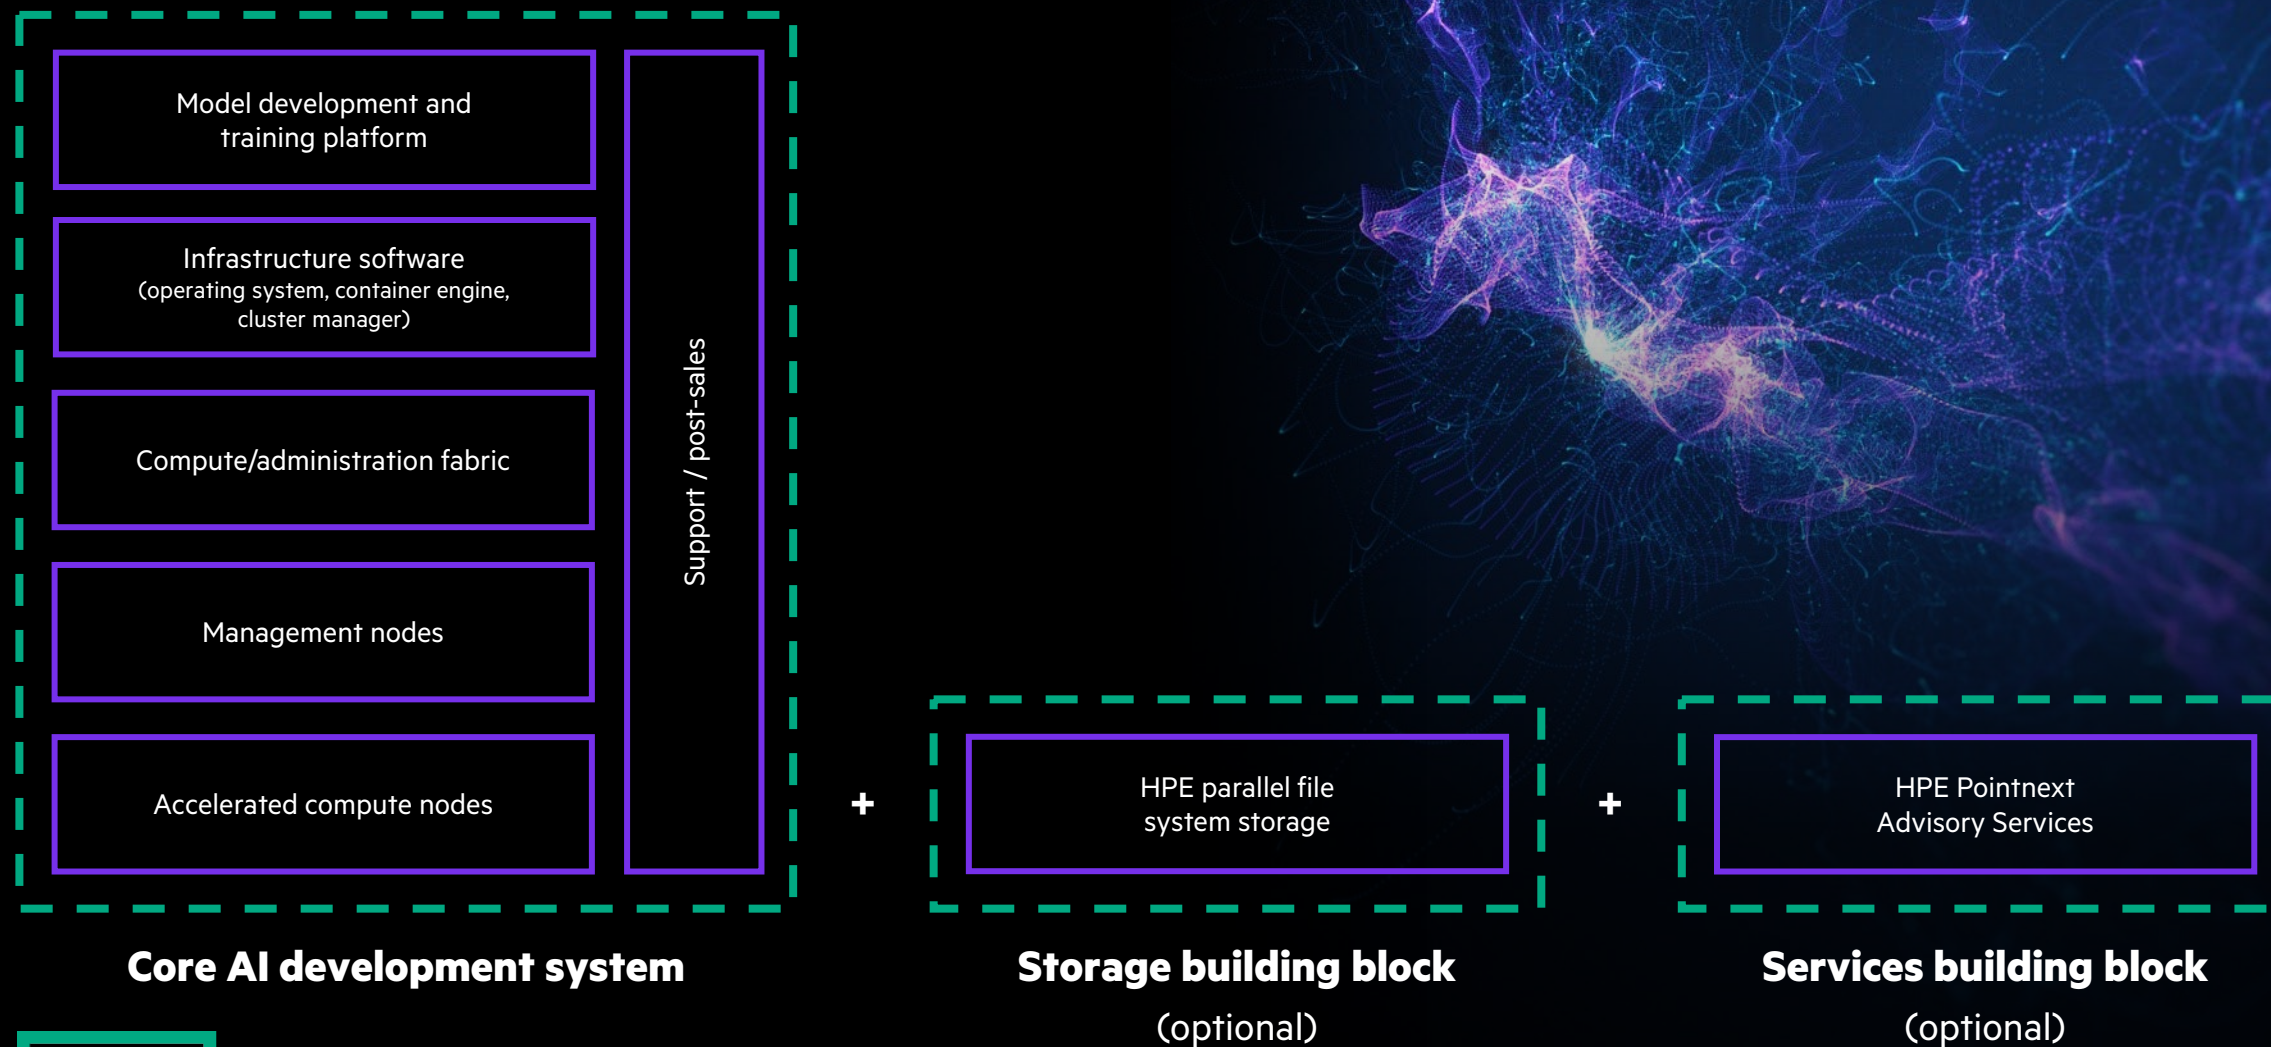 Model development and
training platform
Infrastructure software
(operating system, container engine,
cluster manager)
Compute/administration fabric
Management nodes
Accelerated compute nodes
Support / post-sales
+
HPE parallel file
system storage
+
HPE Pointnext
Advisory Services
Core AI development system
Storage building block
(optional)
Services building block
(optional)